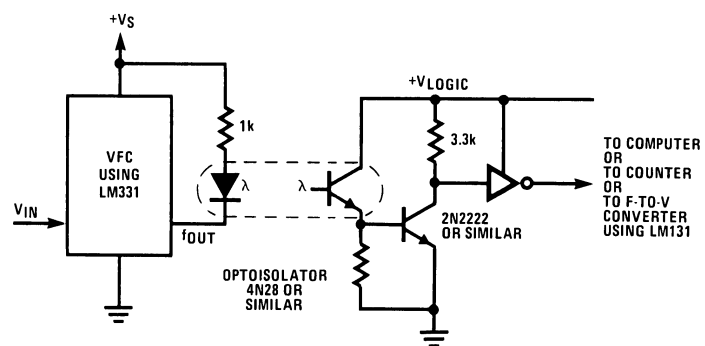 +VS
1k
VFC
USING
LM331
λ
λ
VIN
fOUT
OPTOISOLATOR
4N28 OR
SIMILAR
+VLOGIC
3.3k
2N2222
OR SIMILAR
TO COMPUTER
OR
TO COUNTER
OR
TO F-TO-V
CONVERTER
USING LM131